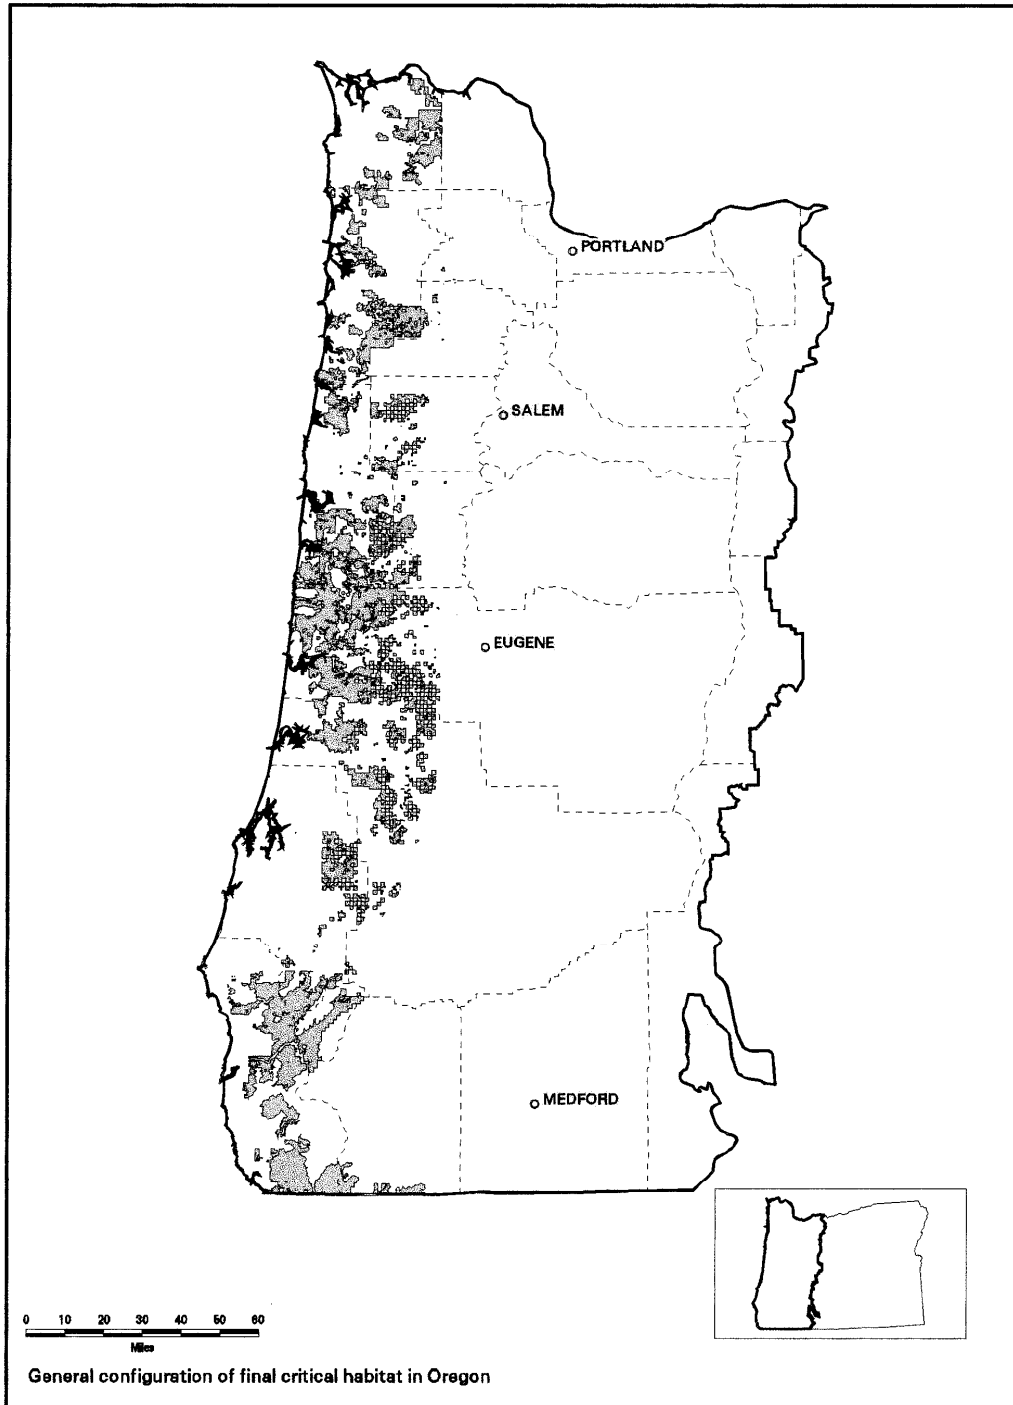 PORTLAND
SALEM
EUGENE
MEDFORD
0 10 20 30 40 50 60
Miles
General configuration of final critical habitat in Oregon